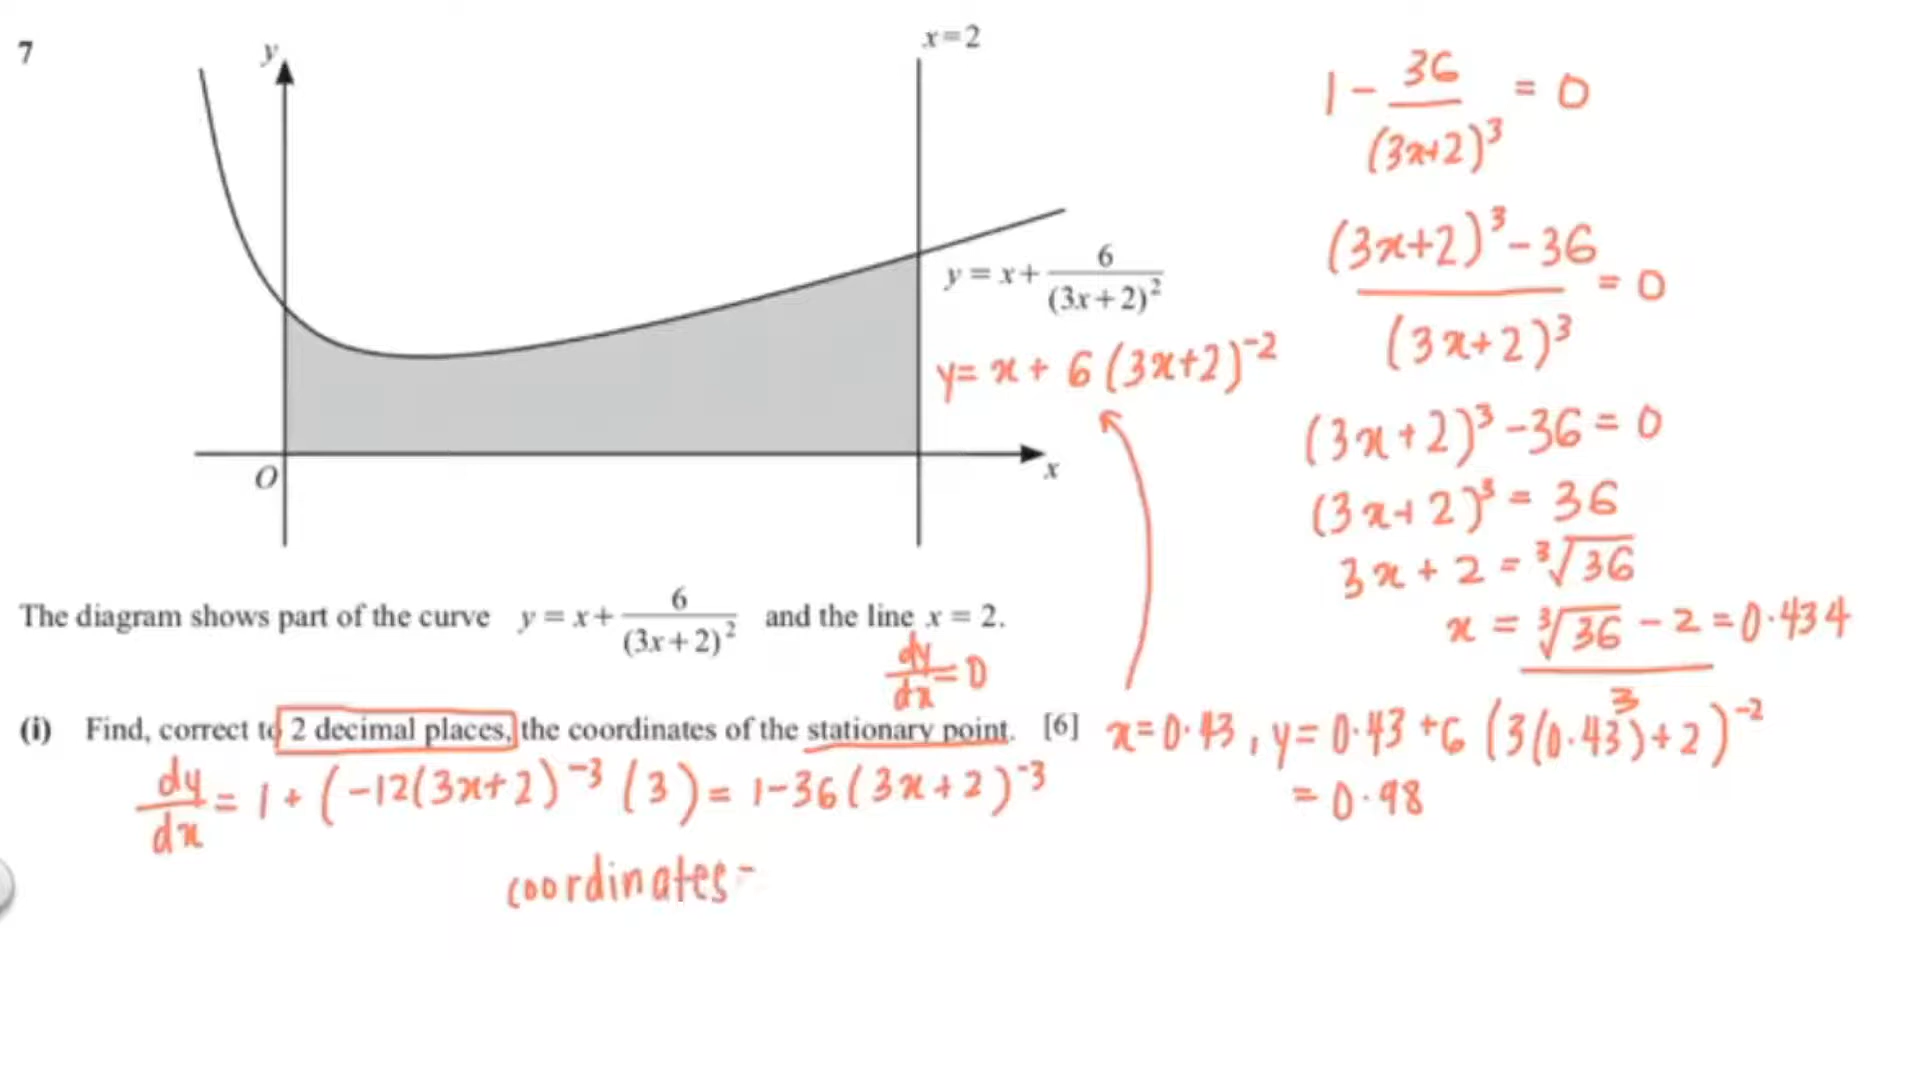 7
y
x=2
y = x + 6/(3x+2)²
y = x + 6(3x+2)⁻²
O
x
The diagram shows part of the curve y = x + 6/(3x+2)² and the line x = 2.
dy/dx = 0
(i) Find, correct to 2 decimal places, the coordinates of the stationary point. [6]
dy/dx = 1 + (-12(3x+2)⁻³ (3) = 1-36(3x+2)⁻³
coordinates -
1 - 36/(3x+2)³ = 0
(3x+2)³-36/(3x+2)³ = 0
(3x+2)³-36 = 0
(3x+2)³ = 36
3x + 2 = ³√36
x = ³√36 - 2/3 = 0.434
x=0.43, y= 0.43 +6 (3(0.43)+2)⁻²
= 0.98